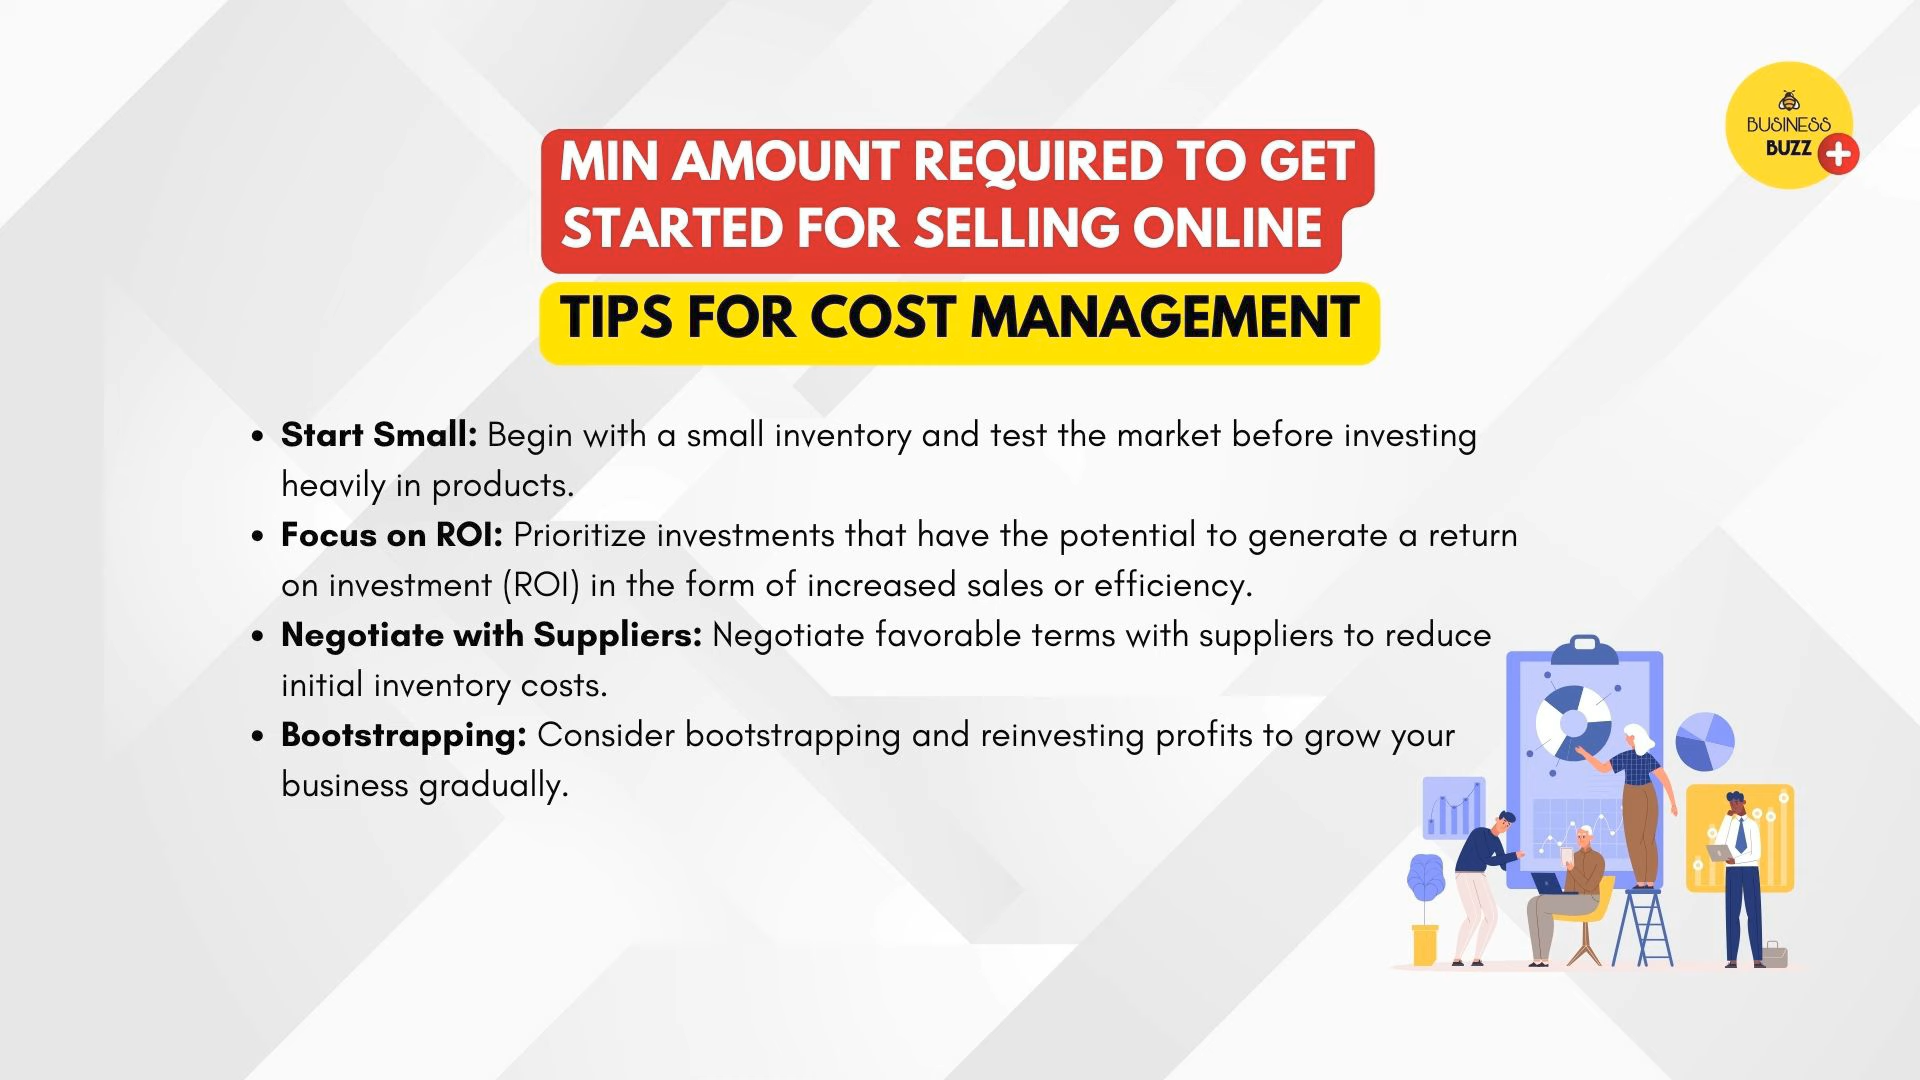 BUSINESS
BUZZ
MIN AMOUNT REQUIRED TO GET
STARTED FOR SELLING ONLINE
TIPS FOR COST MANAGEMENT
• Start Small: Begin with a small inventory and test the market before investing
heavily in products.
• Focus on ROI: Prioritize investments that have the potential to generate a return
on investment (ROI) in the form of increased sales or efficiency.
• Negotiate with Suppliers: Negotiate favorable terms with suppliers to reduce
initial inventory costs.
• Bootstrapping: Consider bootstrapping and reinvesting profits to grow your
business gradually.